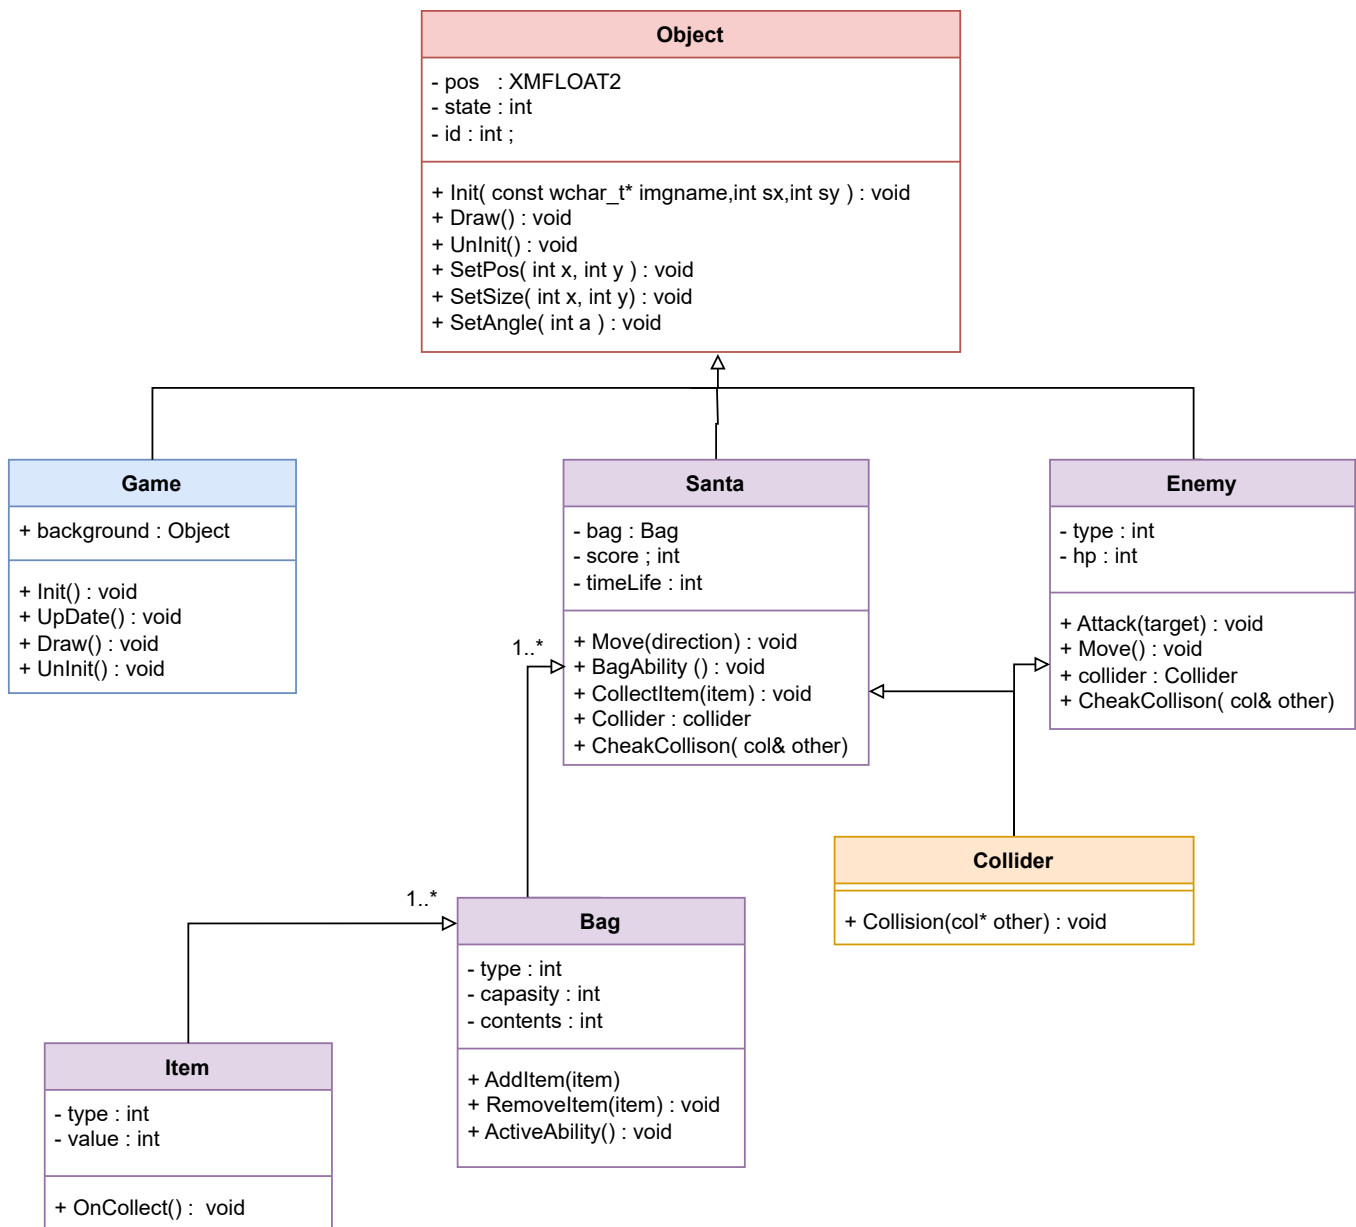 Object
- pos : XMFLOAT2
- state : int
- id : int ;
+ Init( const wchar_t* imgname,int sx,int sy ) : void
+ Draw() : void
+ UnInit() : void
+ SetPos( int x, int y ) : void
+ SetSize( int x, int y) : void
+ SetAngle( int a ) : void
Game
+ background : Object
+ Init() : void
+ UpDate() : void
+ Draw() : void
+ UnInit() : void
Santa
- bag : Bag
- score ; int
- timeLife : int
+ Move(direction) : void
+ BagAbility () : void
+ CollectItem(item) : void
+ Collider : collider
+ CheakCollison( col& other)
Enemy
- type : int
- hp : int
+ Attack(target) : void
+ Move() : void
+ collider : Collider
+ CheakCollison( col& other)
1..*
Collider
+ Collision(col* other) : void
1..*
Bag
- type : int
- capasity : int
- contents : int
+ AddItem(item)
+ RemoveItem(item) : void
+ ActiveAbility() : void
Item
- type : int
- value : int
+ OnCollect() : void